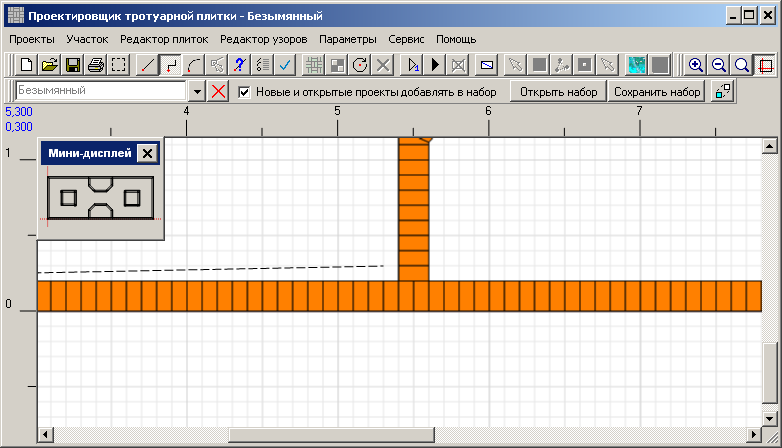 Проектировщик тротуарной плитки - Безымянный
Проекты Участок Редактор плиток Редактор узоров Параметры Сервис Помощь
Безымянный Новые и открытые проекты добавлять в набор Открыть набор Сохранить набор
5,300
0,300
4 5 6 7
1
Мини-дисплей
0